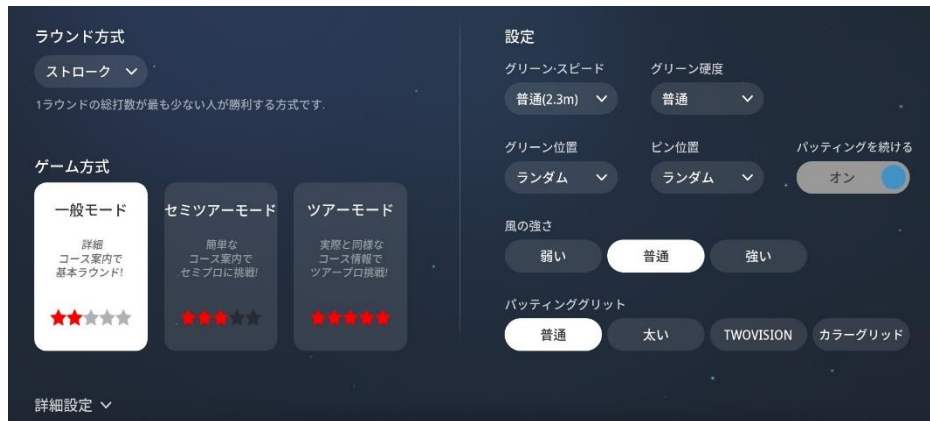 ラウンド方式
ストローク
1ラウンドの総打数が最も少ない人が勝利する方式です.
ゲーム方式
一般モード
詳細
コース案内で
基本ラウンド!
セミツアーモード
簡単な
コース案内で
セミプロに挑戦!
ツアーモード
実際と同様な
コース情報で
ツアープロ挑戦!
詳細設定
設定
グリーン·スピード
グリーン硬度
普通(2.3m)
普通
グリーン位置
ピン位置
パッティングを続ける
ランダム
ランダム
オン
風の強さ
弱い
普通
強い
パッティンググリット
普通
太い
TWOVISION
カラーグリッド